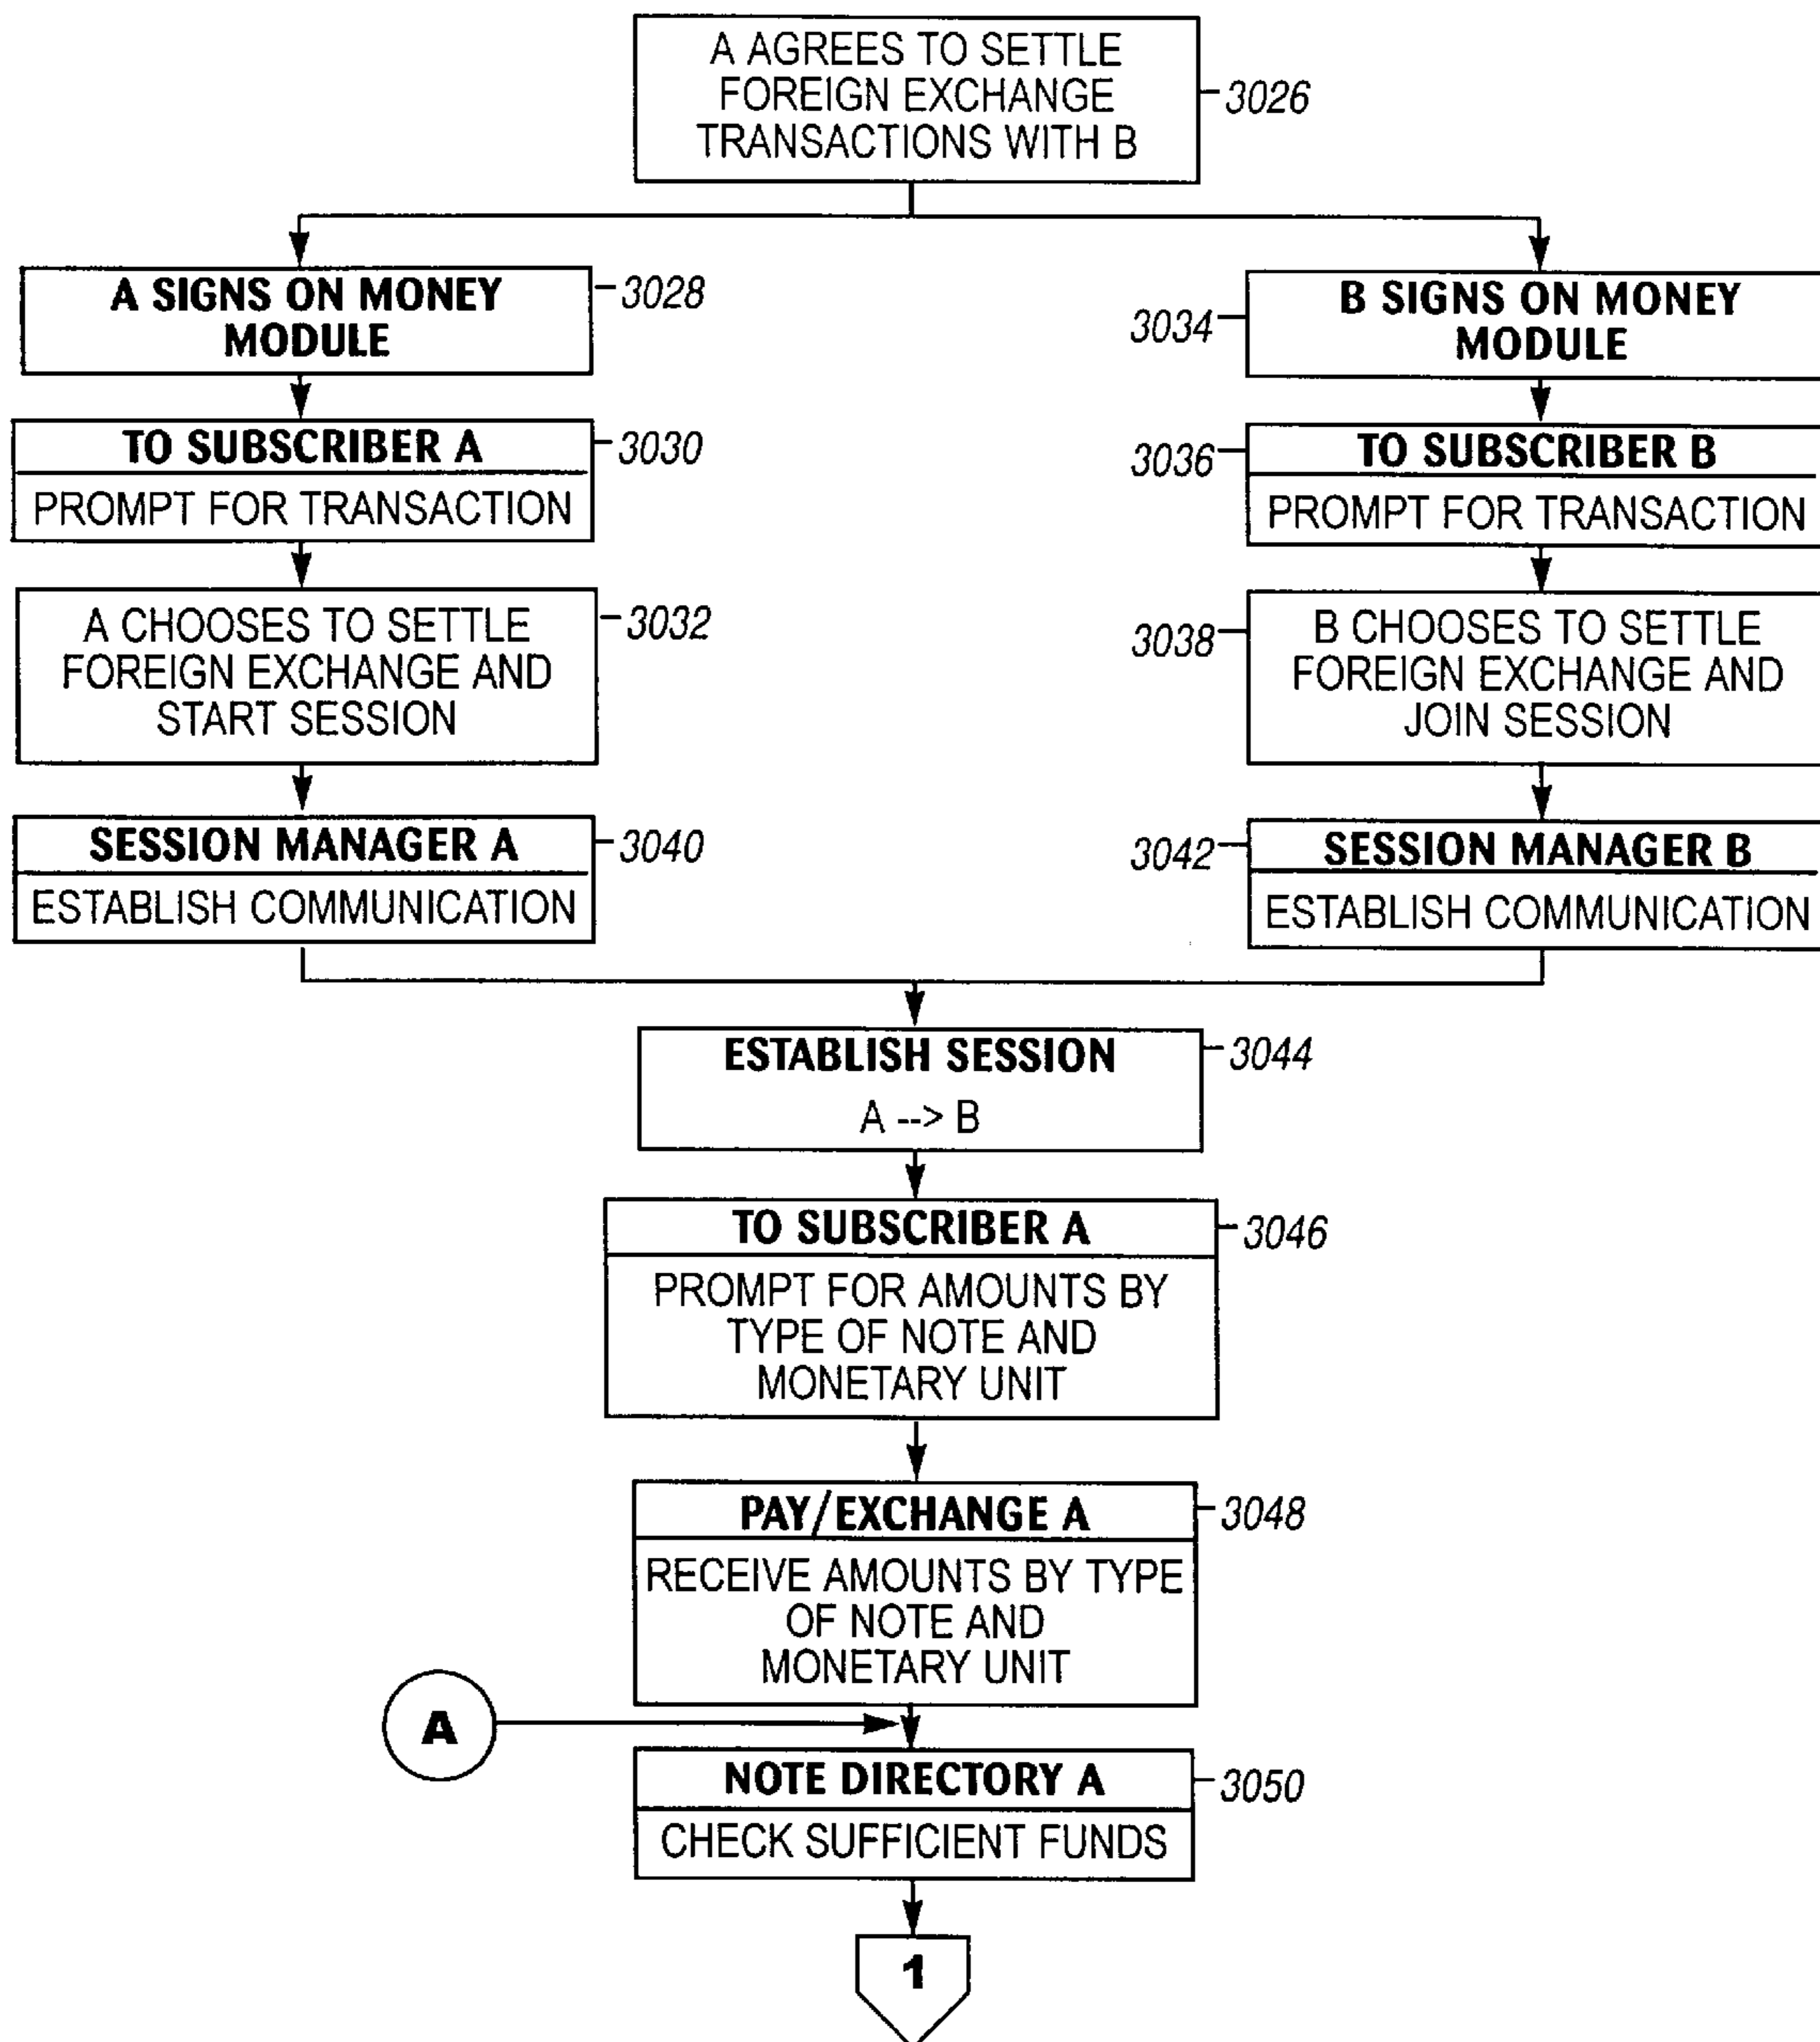 A AGREES TO SETTLE
FOREIGN EXCHANGE
TRANSACTIONS WITH B
3026
A SIGNS ON MONEY
MODULE
3028
TO SUBSCRIBER A
3030
PROMPT FOR TRANSACTION
A CHOOSES TO SETTLE
FOREIGN EXCHANGE AND
START SESSION
3032
SESSION MANAGER A
3040
ESTABLISH COMMUNICATION
B SIGNS ON MONEY
MODULE
3034
TO SUBSCRIBER B
3036
PROMPT FOR TRANSACTION
B CHOOSES TO SETTLE
FOREIGN EXCHANGE AND
JOIN SESSION
3038
SESSION MANAGER B
3042
ESTABLISH COMMUNICATION
ESTABLISH SESSION
3044
A --> B
TO SUBSCRIBER A
3046
PROMPT FOR AMOUNTS BY
TYPE OF NOTE AND
MONETARY UNIT
PAY/EXCHANGE A
3048
RECEIVE AMOUNTS BY TYPE
OF NOTE AND
MONETARY UNIT
A
NOTE DIRECTORY A
3050
CHECK SUFFICIENT FUNDS
1